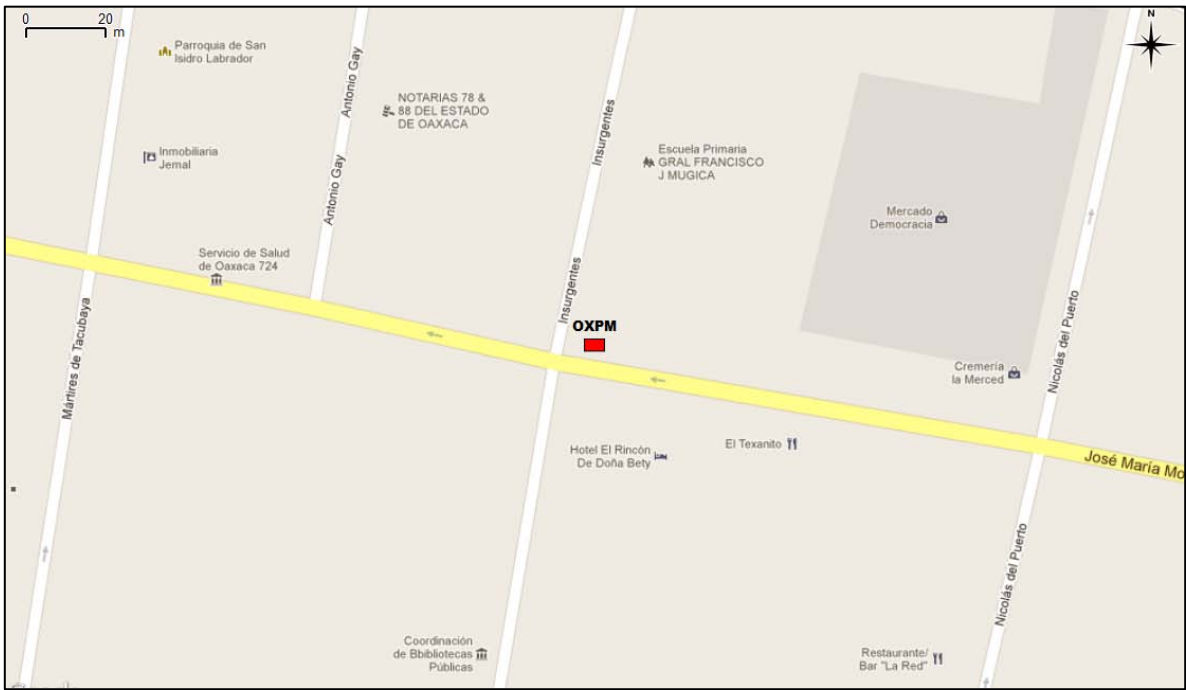 0 20
m
N
Parroquia de San
Isidro Labrador
Antonio Gay
NOTARIAS 78 &
88 DEL ESTADO
DE OAXACA
Insurgentes
Escuela Primaria
GRAL FRANCISCO
J MUGICA
Inmobiliaria
Jemal
Antonio Gay
Mercado
Democracia
Servicio de Salud
de Oaxaca 724
Insurgentes
OXPM
Nicolás del Puerto
Mártires de Tacubaya
Cremería
la Merced
Hotel El Rincón
De Doña Bety
El Texanito
José María Mo
Nicolás del Puerto
Coordinación
de Bbibliotecas
Públicas
Restaurante/
Bar "La Red"